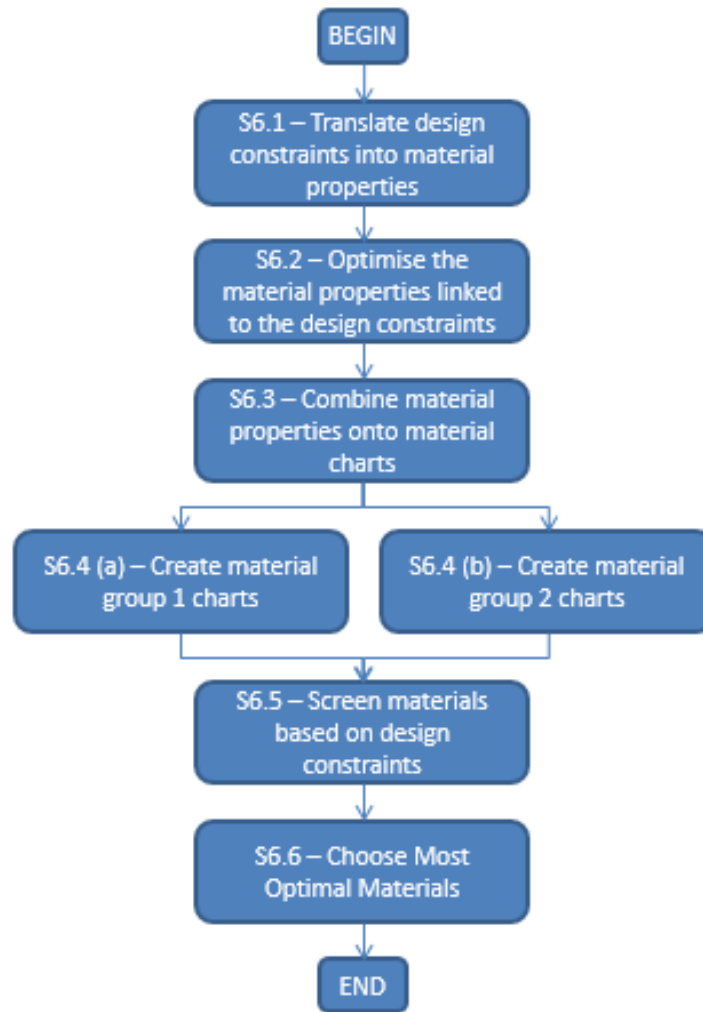 BEGIN
S6.1 – Translate design
constraints into material
properties
S6.2 – Optimise the
material properties linked
to the design constraints
S6.3 – Combine material
properties onto material
charts
S6.4 (a) – Create material
group 1 charts
S6.4 (b) – Create material
group 2 charts
S6.5 – Screen materials
based on design
constraints
S6.6 – Choose Most
Optimal Materials
END